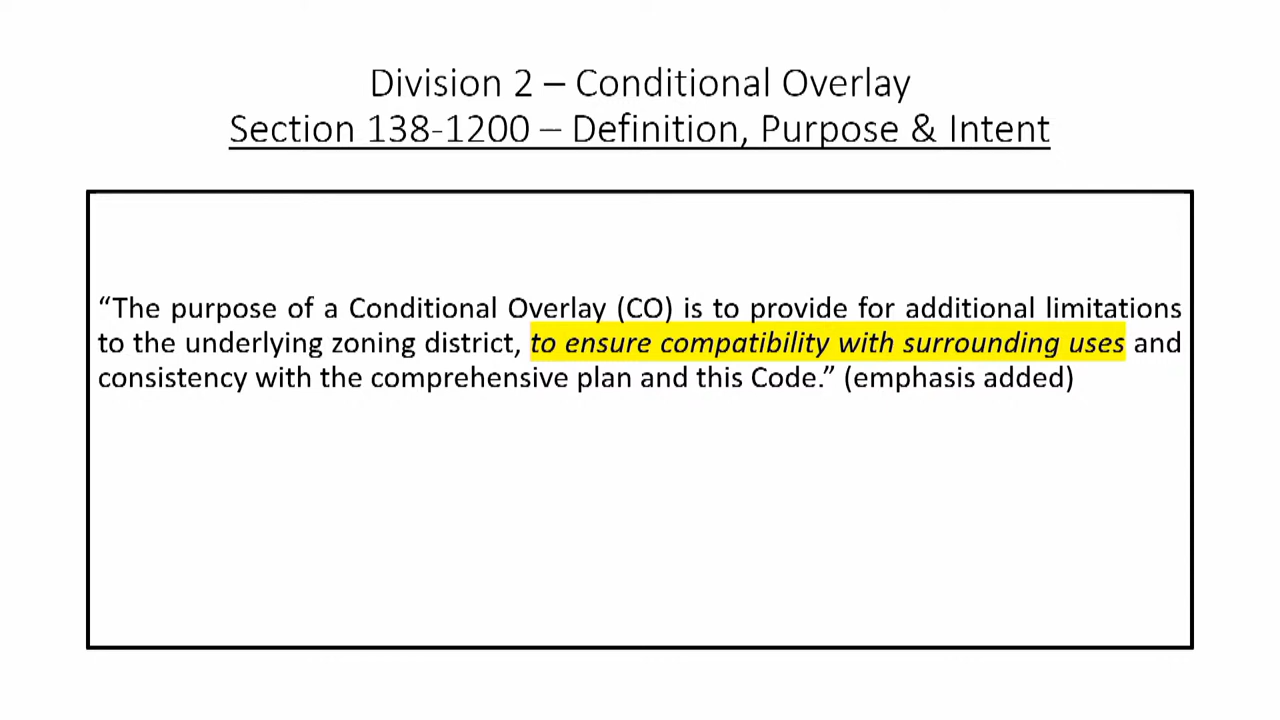 Division 2 – Conditional Overlay
Section 138-1200 – Definition, Purpose & Intent
“The purpose of a Conditional Overlay (CO) is to provide for additional limitations
to the underlying zoning district, to ensure compatibility with surrounding uses and
consistency with the comprehensive plan and this Code.” (emphasis added)